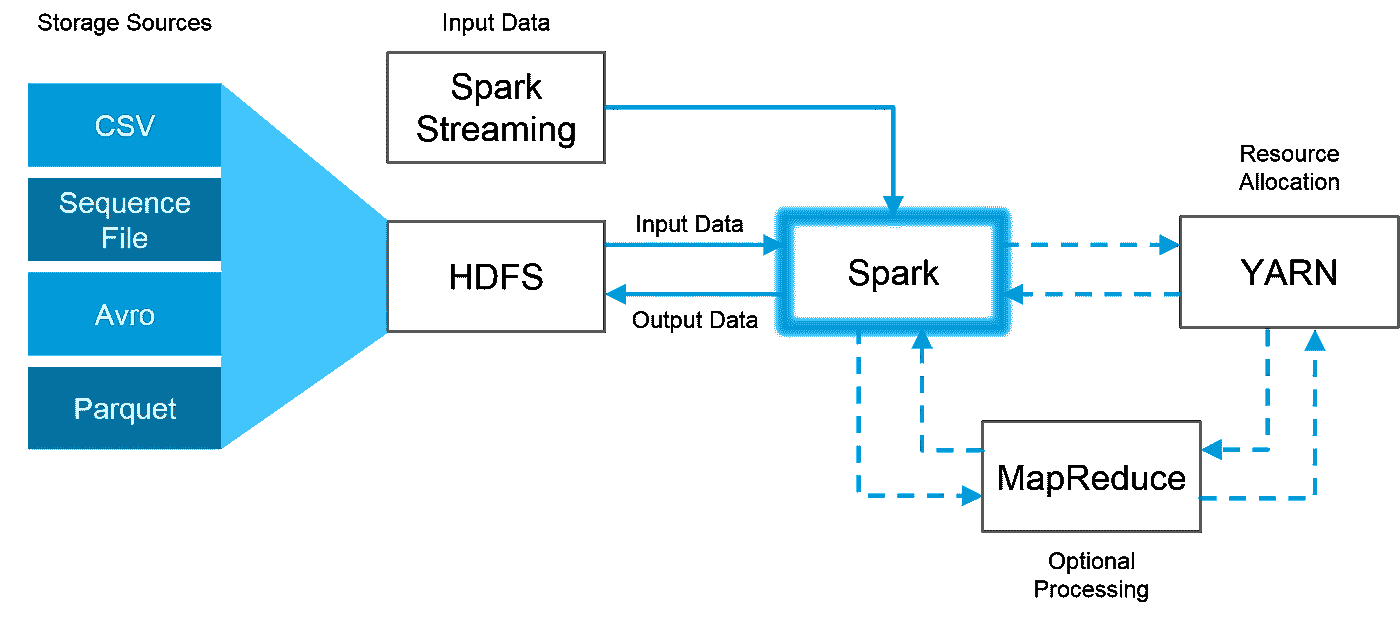 Storage Sources
CSV
Sequence
File
Avro
Parquet
Input Data
Spark
Streaming
HDFS
Input Data
Output Data
Spark
Resource
Allocation
YARN
MapReduce
Optional
Processing